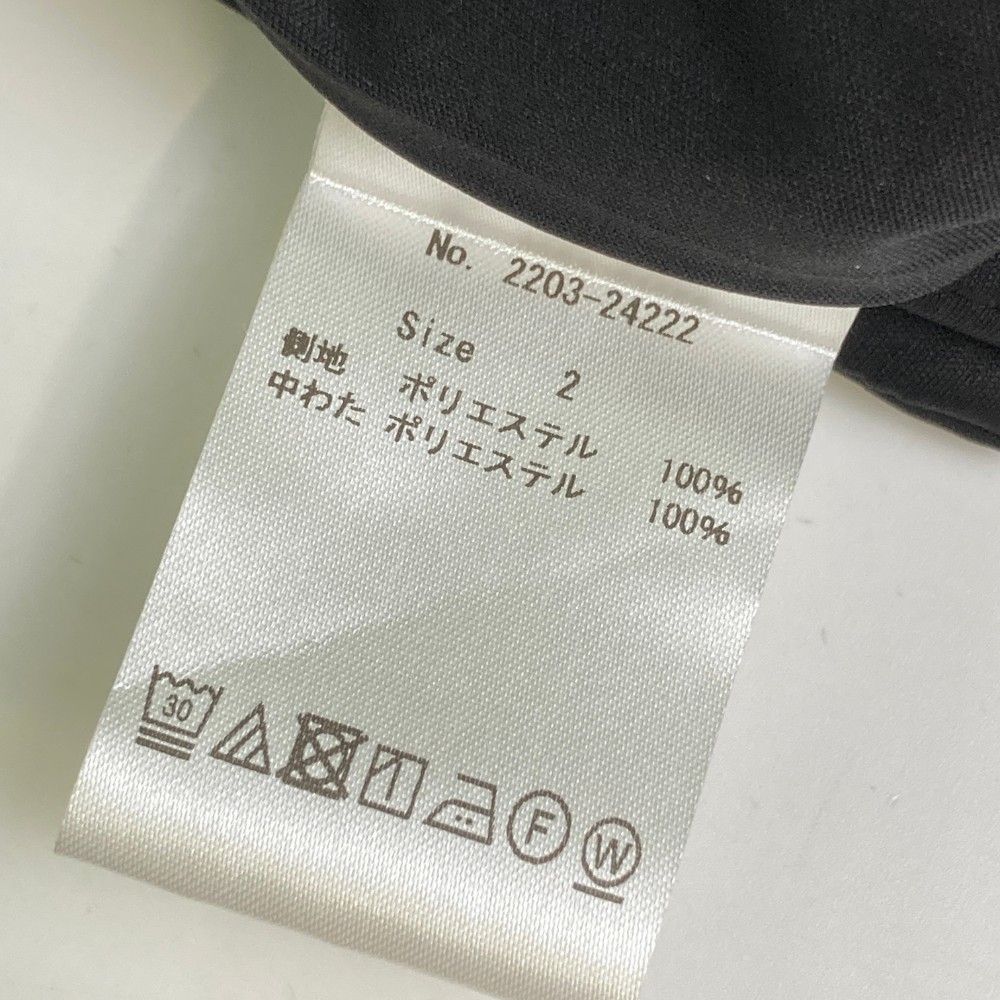 No. 2203-24222
Size 2
側地 ポリエステル 100%
中わた ポリエステル 100%
30
F
W